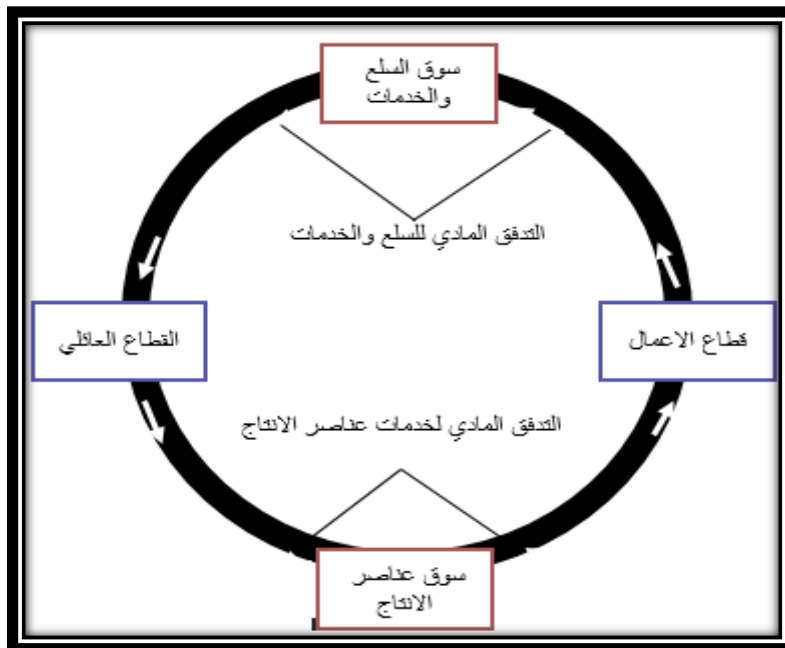 سوق السلع
والخدمات
التدفق المادي للسلع والخدمات
قطاع الاعمال
القطاع العائلي
التدفق المادي لخدمات عناصر الانتاج
سوق عناصر
الانتاج